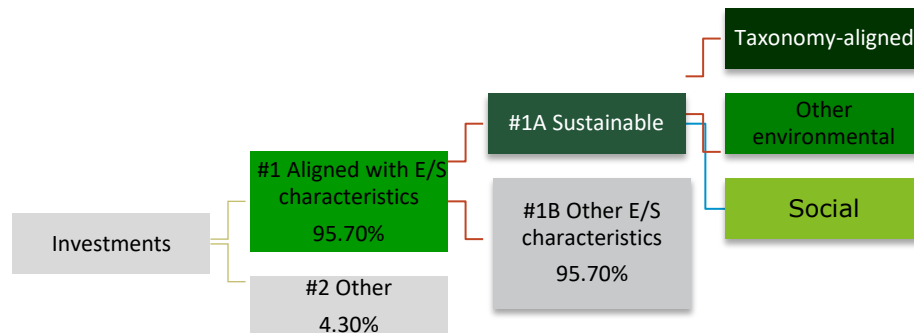 Taxonomy-aligned
#1A Sustainable
Other
environmental
#1 Aligned with E/S
characteristics
95.70%
#1B Other E/S
characteristics
95.70%
Social
Investments
#2 Other
4.30%